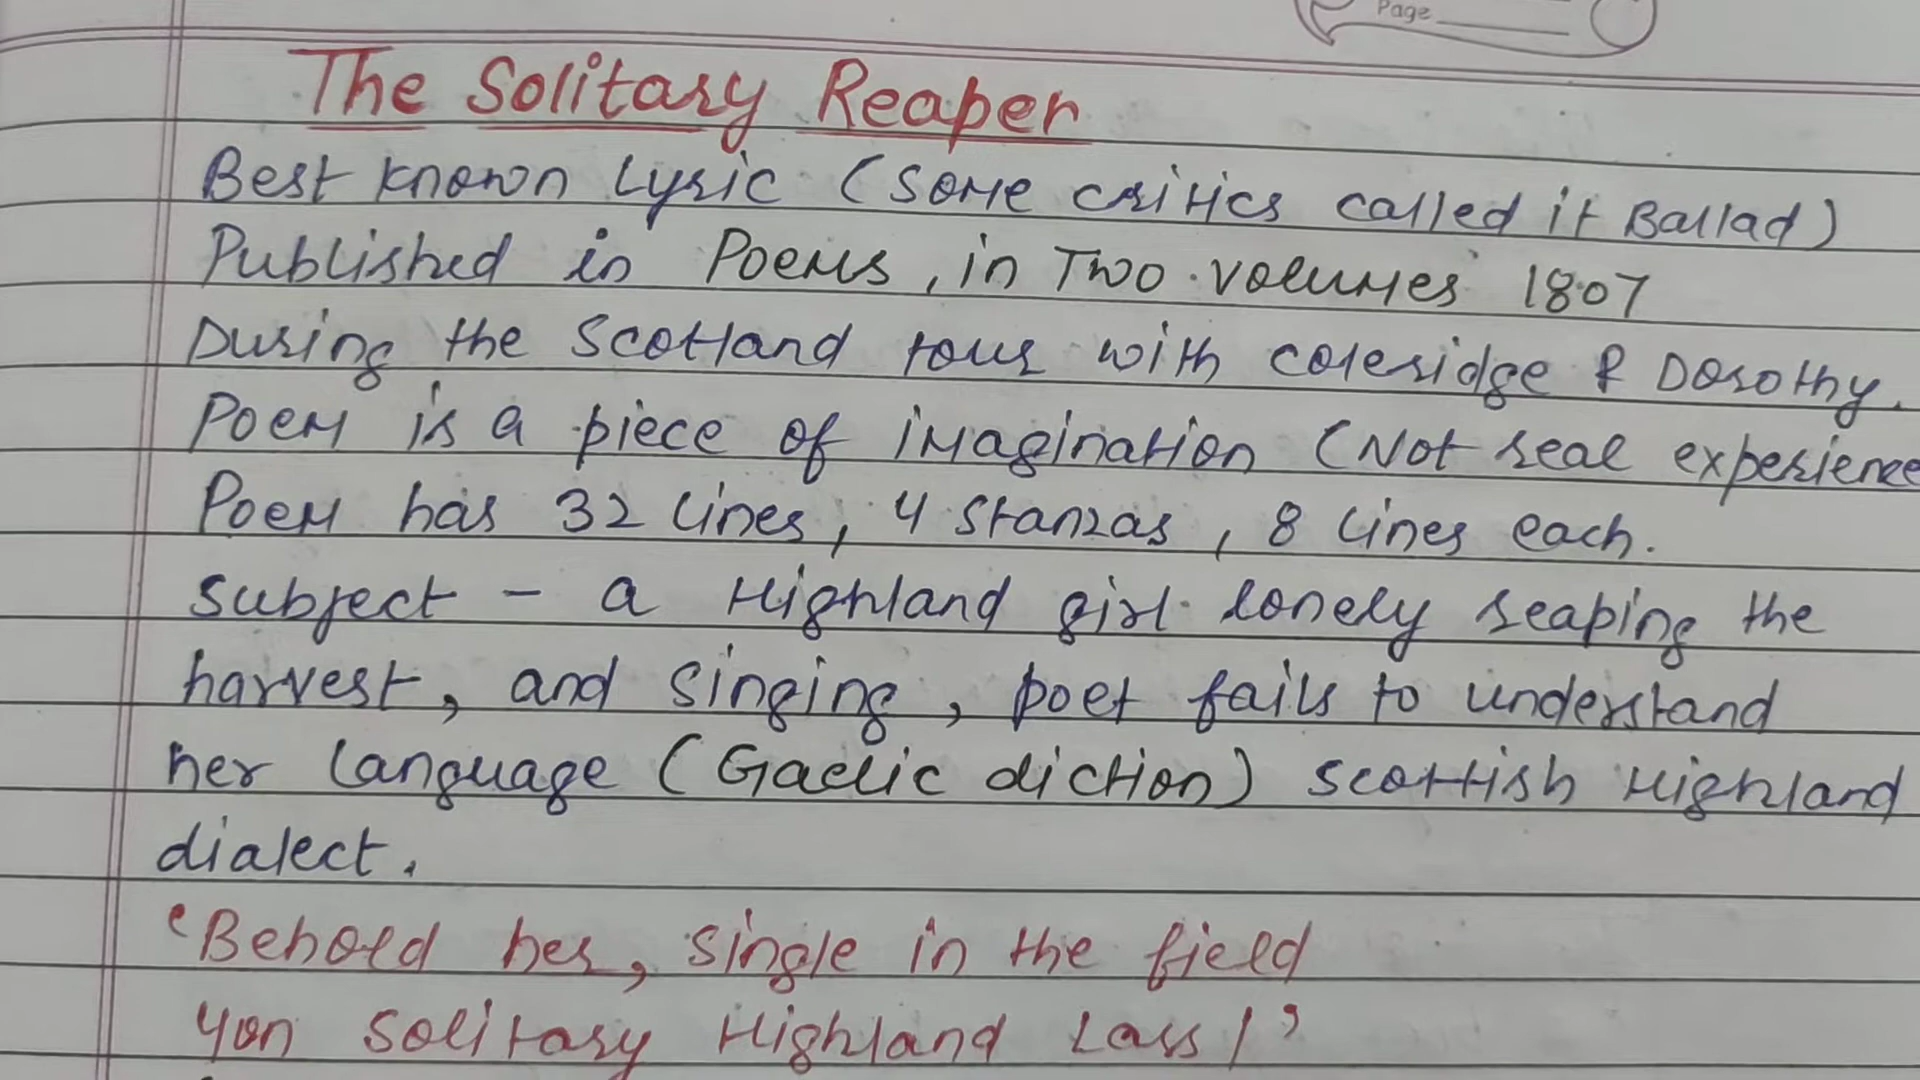 Page
The Solitary Reaper
Best known Lyric (some critics called it Ballad)
Published in Poems, in Two volumes 1807
During the Scotland tour with coleridge & Dorothy.
Poem is a piece of imagination (Not real experience
Poem has 32 lines, 4 stanzas, 8 lines each.
subject - a Highland girl lonely reaping the
harvest, and singing, poet fails to understand
her language (Gaelic diction) scottish Highland
dialect.
'Behold her, single in the field
Yon solitary Highland Lass!'